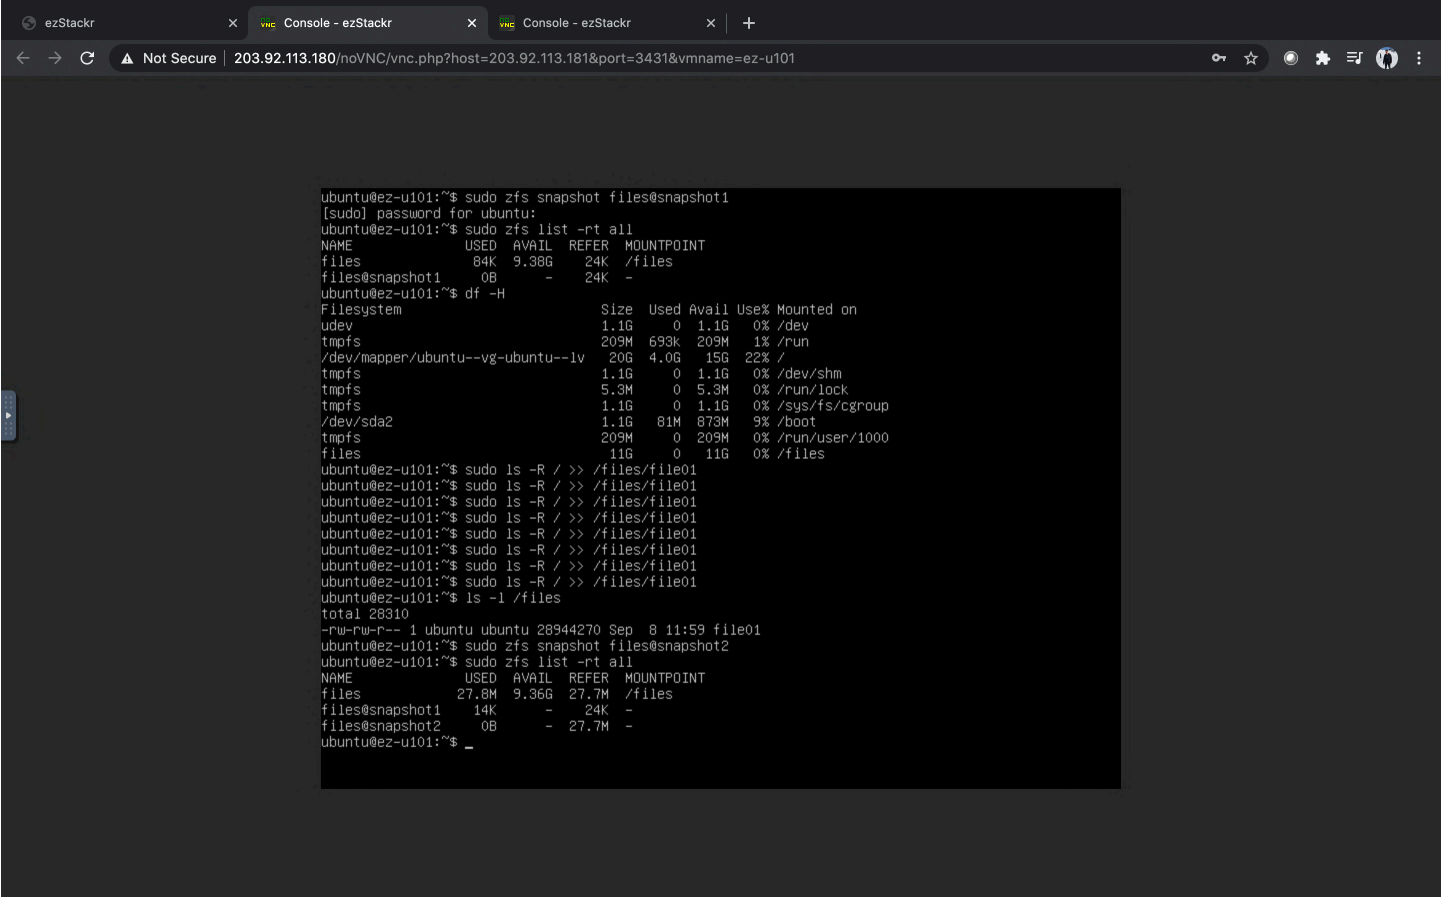 ezStackr
Console - ezStackr
Console - ezStackr
Not Secure 203.92.113.180/noVNC/vnc.php?host=203.92.113.181&port=3431&vmname=ez-u101
ubuntu@ez-u101:~$ sudo zfs snapshot files@snapshot1
[sudo] password for ubuntu:
ubuntu@ez-u101:~$ sudo zfs list -rt all
NAME USED AVAIL REFER MOUNTPOINT
files 84K 9.38G 24K /files
files@snapshot1 0B - 24K -
ubuntu@ez-u101:~$ df -H
Filesystem Size Used Avail Use% Mounted on
udev 1.1G 0 1.1G 0% /dev
tmpfs 209M 693k 209M 1% /run
/dev/mapper/ubuntu--vg-ubuntu--lv 20G 4.0G 15G 22% /
tmpfs 1.1G 0 1.1G 0% /dev/shm
tmpfs 5.3M 0 5.3M 0% /run/lock
tmpfs 1.1G 0 1.1G 0% /sys/fs/cgroup
/dev/sda2 1.1G 81M 873M 9% /boot
tmpfs 209M 0 209M 0% /run/user/1000
files 11G 0 11G 0% /files
ubuntu@ez-u101:~$ sudo ls -R / >> /files/file01
ubuntu@ez-u101:~$ sudo ls -R / >> /files/file01
ubuntu@ez-u101:~$ sudo ls -R / >> /files/file01
ubuntu@ez-u101:~$ sudo ls -R / >> /files/file01
ubuntu@ez-u101:~$ sudo ls -R / >> /files/file01
ubuntu@ez-u101:~$ sudo ls -R / >> /files/file01
ubuntu@ez-u101:~$ sudo ls -R / >> /files/file01
ubuntu@ez-u101:~$ sudo ls -R / >> /files/file01
ubuntu@ez-u101:~$ ls -l /files
total 28310
-rw-rw-r-- 1 ubuntu ubuntu 28944270 Sep 8 11:59 file01
ubuntu@ez-u101:~$ sudo zfs snapshot files@snapshot2
ubuntu@ez-u101:~$ sudo zfs list -rt all
NAME USED AVAIL REFER MOUNTPOINT
files 27.8M 9.36G 27.7M /files
files@snapshot1 14K - 24K -
files@snapshot2 0B - 27.7M -
ubuntu@ez-u101:~$ _